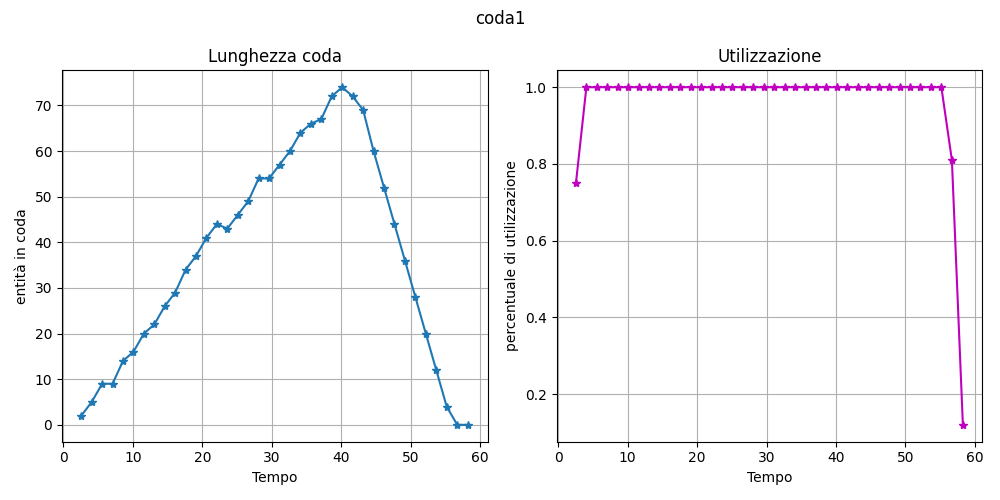 coda1
Lunghezza coda
entità in coda
70
60
50
40
30
20
10
0
0 10 20 30 40 50 60
Tempo
Utilizzazione
percentuale di utilizzazione
1.0
0.8
0.6
0.4
0.2
0 10 20 30 40 50 60
Tempo